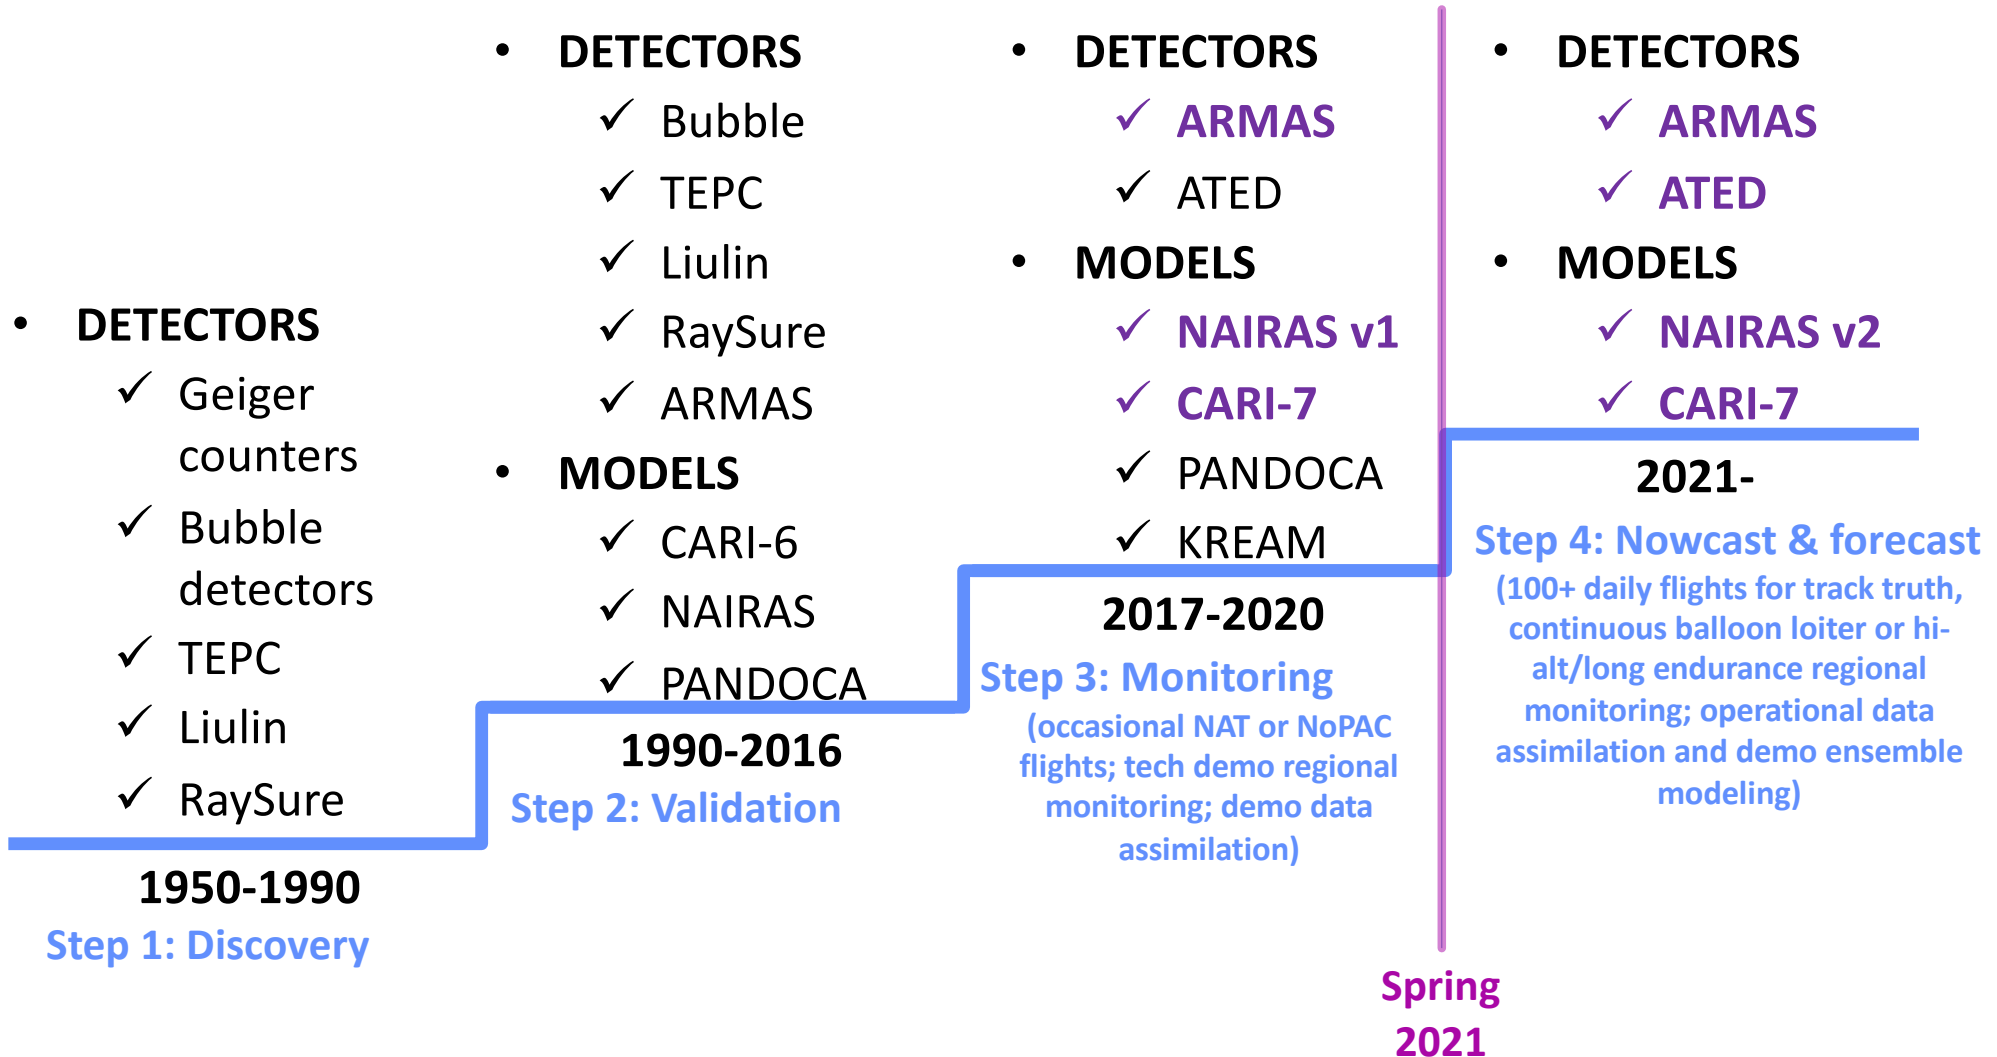 • DETECTORS
✓ Geiger
counters
✓ Bubble
detectors
✓ TEPC
✓ Liulin
✓ RaySure
1950-1990
Step 1: Discovery
• DETECTORS
✓ Bubble
✓ TEPC
✓ Liulin
✓ RaySure
✓ ARMAS
• MODELS
✓ CARI-6
✓ NAIRAS
✓ PANDOCA
1990-2016
Step 2: Validation
• DETECTORS
✓ ARMAS
✓ ATED
• MODELS
✓ NAIRAS v1
✓ CARI-7
✓ PANDOCA
✓ KREAM
2017-2020
Step 3: Monitoring
(occasional NAT or NoPAC
flights; tech demo regional
monitoring; demo data
assimilation)
• DETECTORS
✓ ARMAS
✓ ATED
• MODELS
✓ NAIRAS v2
✓ CARI-7
2021-
Step 4: Nowcast & forecast
(100+ daily flights for track truth,
continuous balloon loiter or hi-
alt/long endurance regional
monitoring; operational data
assimilation and demo ensemble
modeling)
Spring
2021